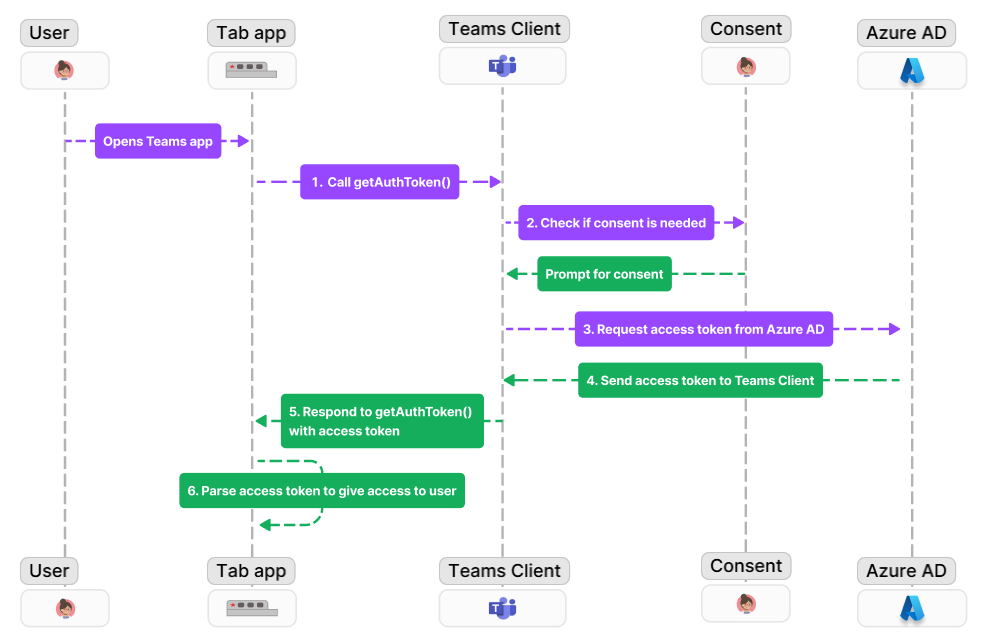 User
Tab app
Teams Client
Consent
Azure AD
Opens Teams app
1. Call getAuthToken()
2. Check if consent is needed
Prompt for consent
3. Request access token from Azure AD
4. Send access token to Teams Client
5. Respond to getAuthToken()
with access token
6. Parse access token to give access to user
User
Tab app
Teams Client
Consent
Azure AD